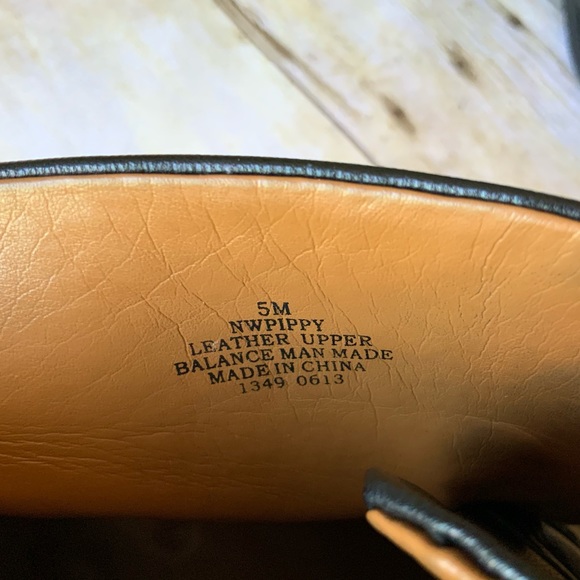 5M
NWPIPPY
LEATHER UPPER
BALANCE MAN MADE
MADE IN CHINA
1349 0613